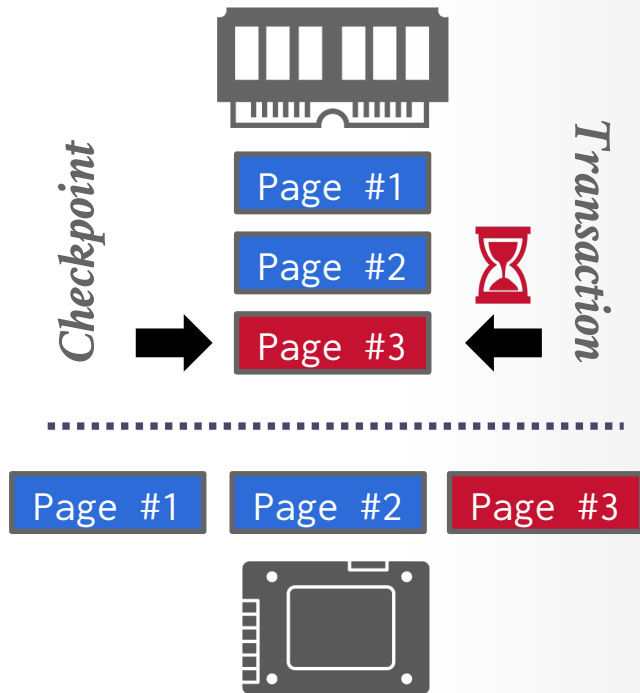 Checkpoint
Transaction
Page #1
Page #2
Page #3
Page #1
Page #2
Page #3